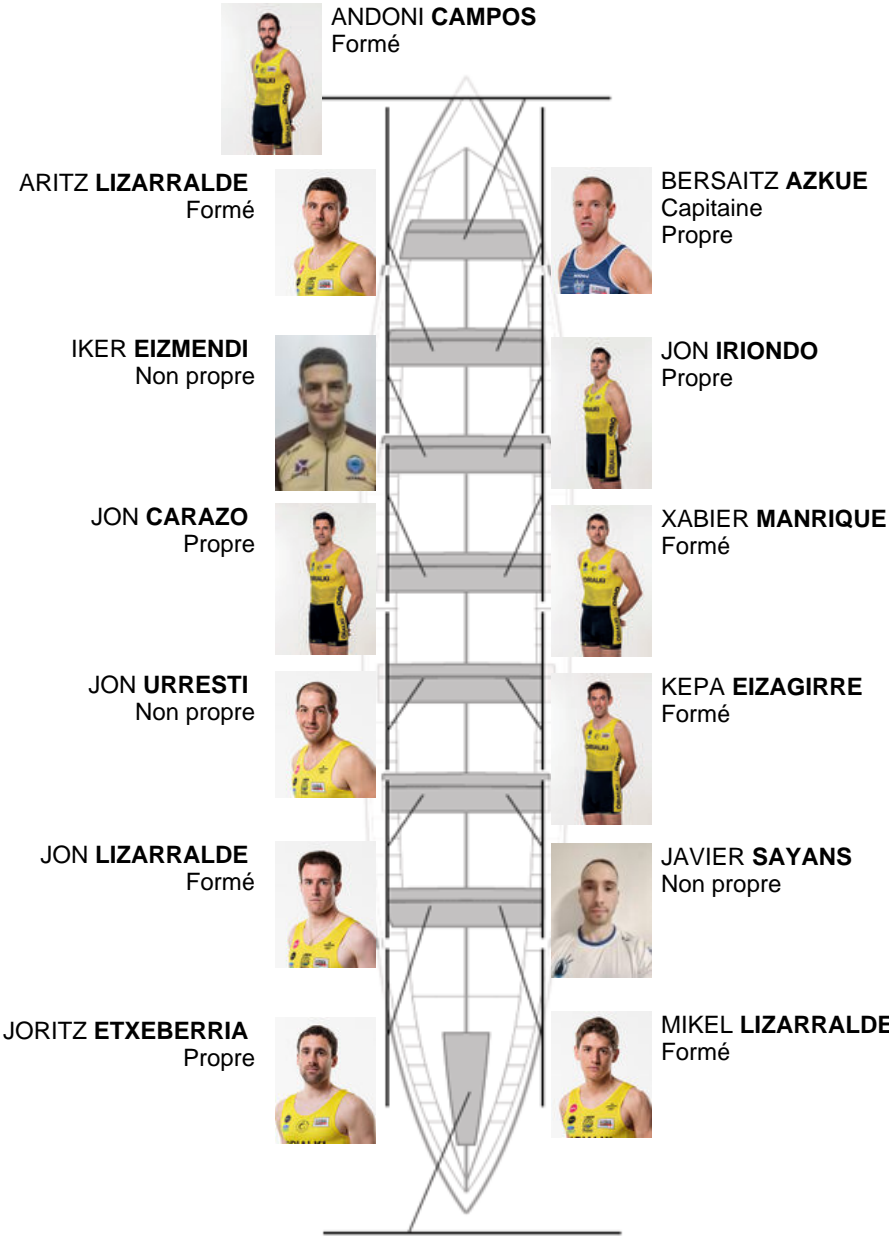 ANDONI CAMPOS
Formé
ARITZ LIZARRALDE
Formé
BERSAITZ AZKUE
Capitaine
Propre
IKER EIZMENDI
Non propre
JON IRIONDO
Propre
JON CARAZO
Propre
XABIER MANRIQUE
Formé
JON URRESTI
Non propre
KEPA EIZAGIRRE
Formé
JON LIZARRALDE
Formé
JAVIER SAYANS
Non propre
JORITZ ETXEBERRIA
Propre
MIKEL LIZARRALDE
Formé